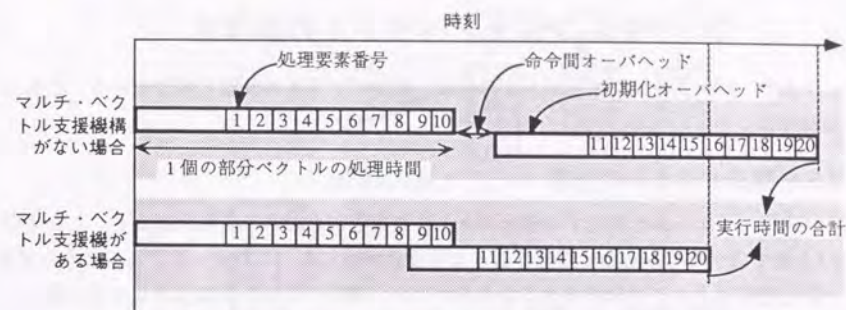 時刻
処理要素番号
命令間オーバヘッド
初期化オーバヘッド
マルチ・ベク
トル支援機構
がない場合
1 2 3 4 5 6 7 8 9 10
11 12 13 14 15 16 17 18 19 20
1個の部分ベクトルの処理時間
マルチ・ベク
トル支援機が
ある場合
1 2 3 4 5 6 7 8 9 10
11 12 13 14 15 16 17 18 19 20
実行時間の合計